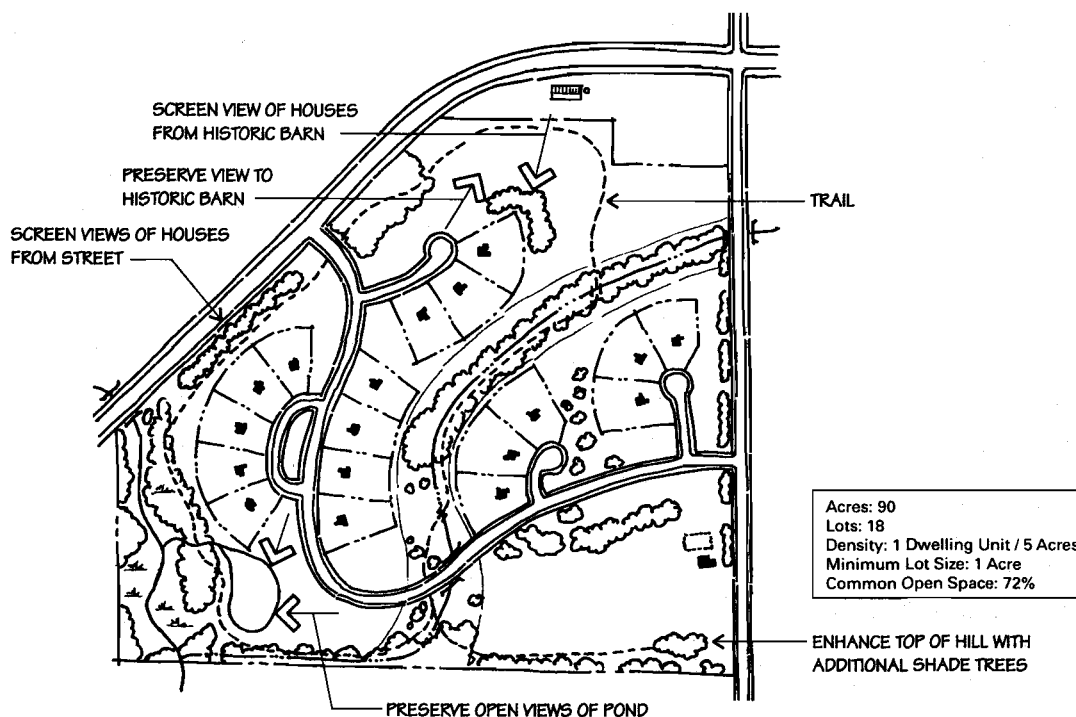 SCREEN VIEW OF HOUSES
FROM HISTORIC BARN
PRESERVE VIEW TO
HISTORIC BARN
SCREEN VIEWS OF HOUSES
FROM STREET
TRAIL
Acres: 90
Lots: 18
Density: 1 Dwelling Unit / 5 Acres
Minimum Lot Size: 1 Acre
Common Open Space: 72%
ENHANCE TOP OF HILL WITH
ADDITIONAL SHADE TREES
PRESERVE OPEN VIEWS OF POND